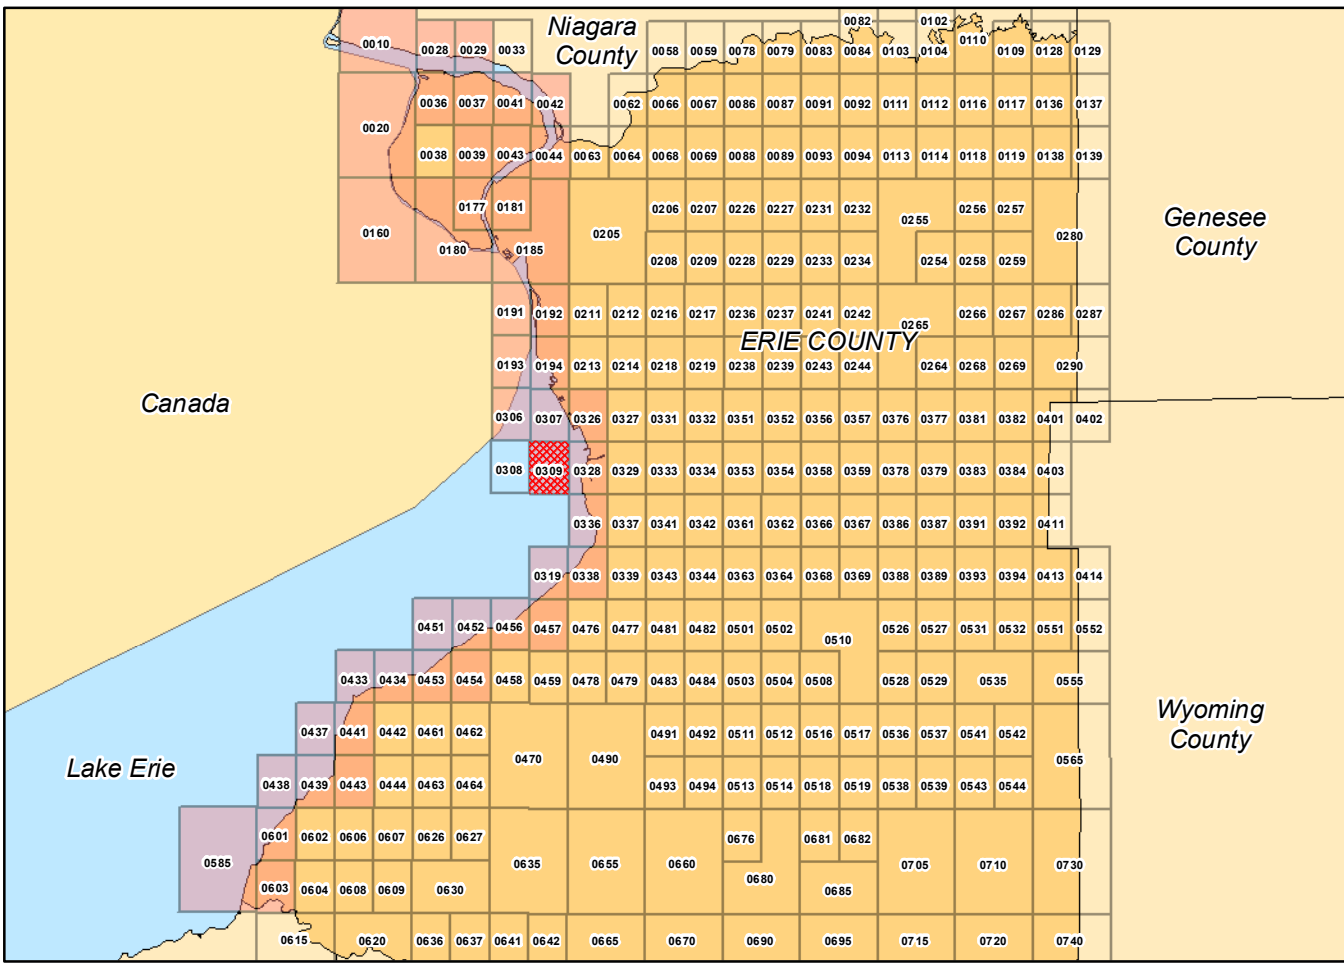 0082 0102
Niagara
County
0010 0028 0029 0033 0058 0059 0078 0079 0083 0084 0103 0104 0110 0109 0128 0129
0036 0037 0041 0042 0062 0066 0067 0086 0087 0091 0092 0111 0112 0116 0117 0136 0137
0020
0038 0039 0043 0044 0063 0064 0068 0069 0088 0089 0093 0094 0113 0114 0118 0119 0138 0139
0177 0181 0206 0207 0226 0227 0231 0232 0255 0256 0257
Genesee
County
0160 0180 0185 0205 0280
0208 0209 0228 0229 0233 0234 0254 0258 0259
0191 0192 0211 0212 0216 0217 0236 0237 0241 0242 0265 0266 0267 0286 0287
ERIE COUNTY
0193 0194 0213 0214 0218 0219 0238 0239 0243 0244 0264 0268 0269 0290
Canada
0306 0307 0326 0327 0331 0332 0351 0352 0356 0357 0376 0377 0381 0382 0401 0402
0308 0309 0328 0329 0333 0334 0353 0354 0358 0359 0378 0379 0383 0384 0403
0336 0337 0341 0342 0361 0362 0366 0367 0386 0387 0391 0392 0411
0319 0338 0339 0343 0344 0363 0364 0368 0369 0388 0389 0393 0394 0413 0414
0451 0452 0456 0457 0476 0477 0481 0482 0501 0502 0510 0526 0527 0531 0532 0551 0552
0433 0434 0453 0454 0458 0459 0478 0479 0483 0484 0503 0504 0508 0528 0529 0535 0555
Wyoming
County
0437 0441 0442 0461 0462 0491 0492 0511 0512 0516 0517 0536 0537 0541 0542
0470 0490 0565
Lake Erie
0438 0439 0443 0444 0463 0464 0493 0494 0513 0514 0518 0519 0538 0539 0543 0544
0601 0602 0606 0607 0626 0627 0676 0681 0682
0585 0635 0655 0660 0705 0710 0730
0680
0603 0604 0608 0609 0630 0685
0615 0620 0636 0637 0641 0642 0665 0670 0690 0695 0715 0720 0740